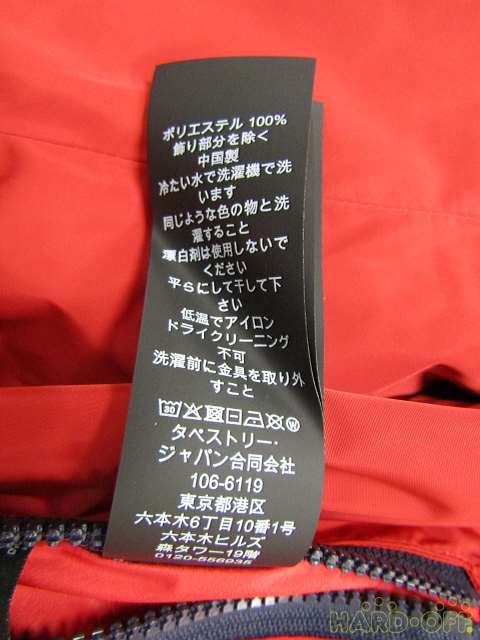 ポリエステル 100%
飾り部分を除く
中国製
冷たい水で洗濯機で洗
います
同じような色の物と洗
濯すること
漂白剤は使用しないで
ください
平らにして干して下
さい
低温でアイロン
ドライクリーニング
不可
洗濯前に金具を取り外
すこと
30 W
タペストリー・
ジャパン合同会社
106-6119
東京都港区
六本木6丁目10番1号
六本木ヒルズ
森タワー19階
0120-556935
HARD-OFF